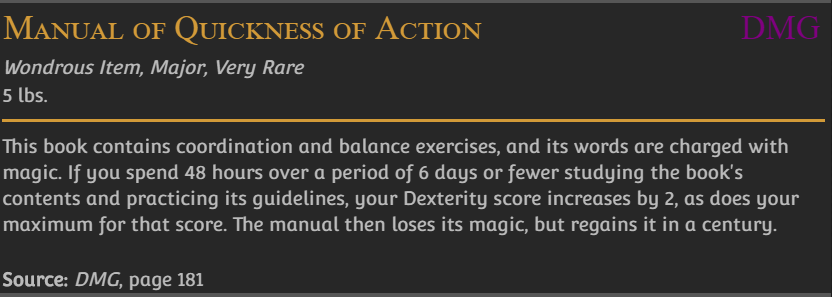 Manual of Quickness of Action DMG
Wondrous Item, Major, Very Rare
5 lbs.
This book contains coordination and balance exercises, and its words are charged with
magic. If you spend 48 hours over a period of 6 days or fewer studying the book's
contents and practicing its guidelines, your Dexterity score increases by 2, as does your
maximum for that score. The manual then loses its magic, but regains it in a century.
Source: DMG, page 181